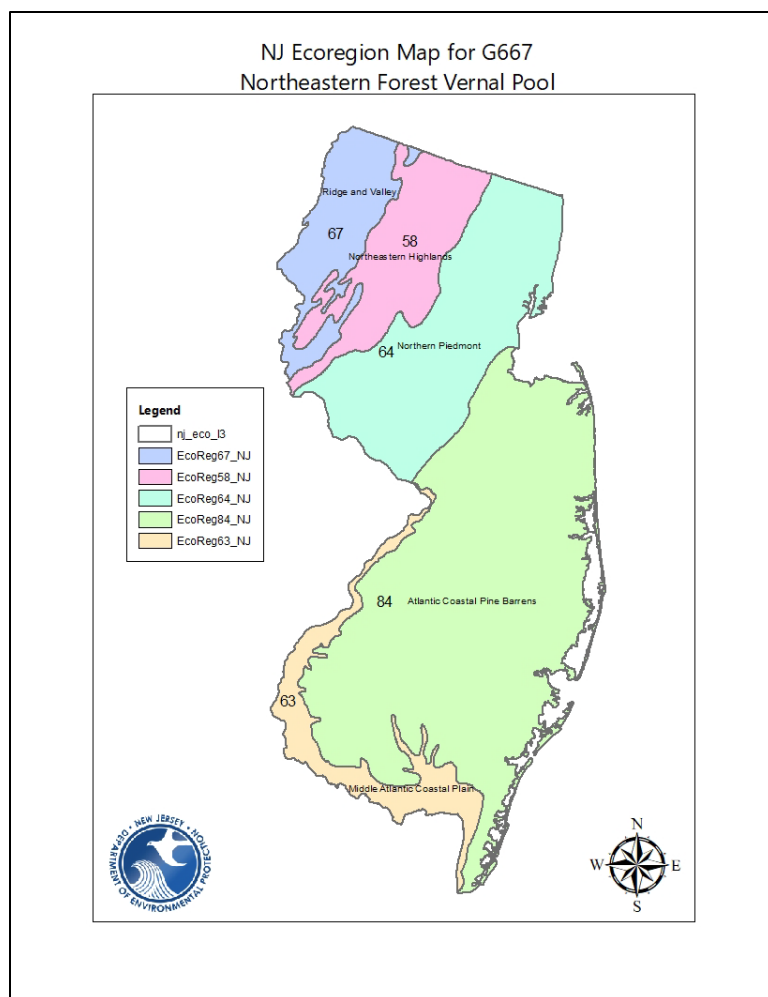 NJ Ecoregion Map for G667
Northeastern Forest Vernal Pool
Ridge and Valley
67
58
Northeastern Highlands
64
Northern Piedmont
Legend
nj_eco_l3
EcoReg67_NJ
EcoReg58_NJ
EcoReg64_NJ
EcoReg84_NJ
EcoReg63_NJ
84
Atlantic Coastal Pine Barrens
63
Middle Atlantic Coastal Plain
NEW JERSEY
DEPARTMENT OF ENVIRONMENTAL PROTECTION
N
W
E
S